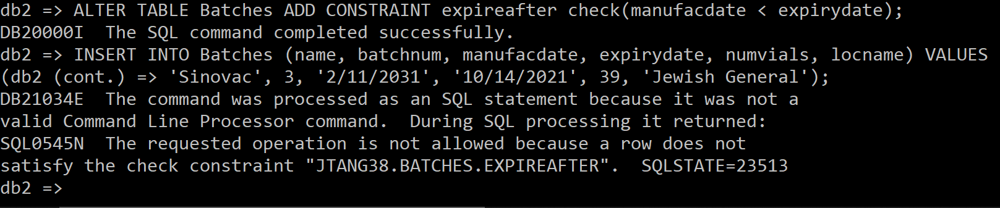 db2 => ALTER TABLE Batches ADD CONSTRAINT expireafter check(manufacdate < expirydate);
DB20000I  The SQL command completed successfully.
db2 => INSERT INTO Batches (name, batchnum, manufacdate, expirydate, numvials, locname) VALUES
(db2 (cont.) => 'Sinovac', 3, '2/11/2031', '10/14/2021', 39, 'Jewish General');
DB21034E  The command was processed as an SQL statement because it was not a
valid Command Line Processor command.  During SQL processing it returned:
SQL0545N  The requested operation is not allowed because a row does not
satisfy the check constraint "JTANG38.BATCHES.EXPIREAFTER".  SQLSTATE=23513
db2 =>